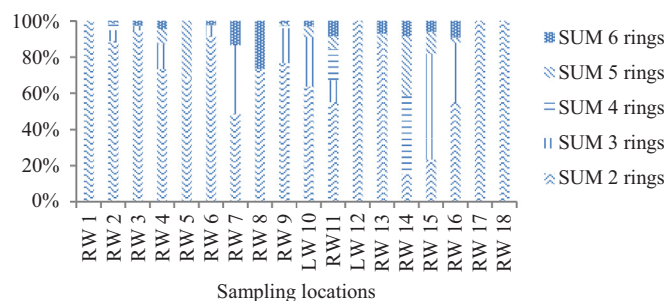 100%
80%
60%
40%
20%
0%
RW 1
RW 2
RW 3
RW 4
RW 5
RW 6
RW 7
RW 8
RW 9
LW 10
RW11
LW 12
RW 13
RW 14
RW 15
RW 16
RW 17
RW 18
Sampling locations
SUM 6 rings
SUM 5 rings
SUM 4 rings
SUM 3 rings
SUM 2 rings